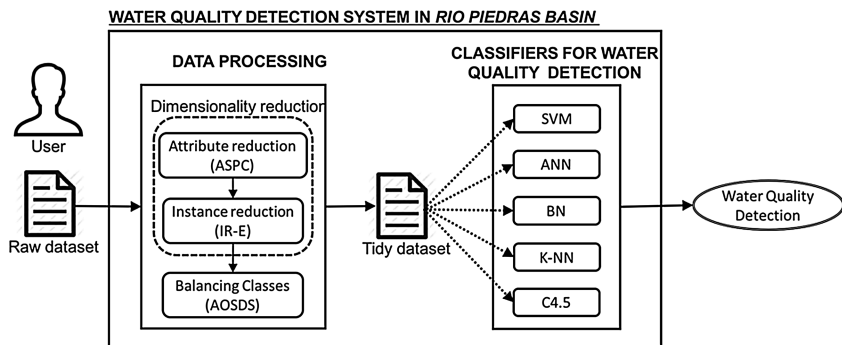 WATER QUALITY DETECTION SYSTEM IN RIO PIEDRAS BASIN
User
Raw dataset
DATA PROCESSING
Dimensionality reduction
Attribute reduction
(ASPC)
Instance reduction
(IR-E)
Balancing Classes
(AOSDS)
Tidy dataset
CLASSIFIERS FOR WATER
QUALITY DETECTION
SVM
ANN
BN
K-NN
C4.5
Water Quality
Detection